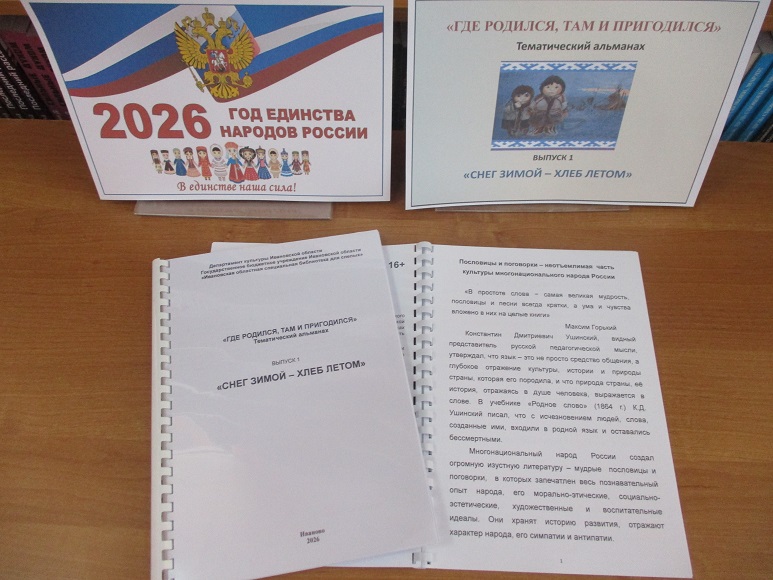 2026 ГОД ЕДИНСТВА
НАРОДОВ РОССИИ
В единстве наша сила!
«ГДЕ РОДИЛСЯ, ТАМ И ПРИГОДИЛСЯ»
Тематический альманах
ВЫПУСК 1
«СНЕГ ЗИМОЙ – ХЛЕБ ЛЕТОМ»
Департамент культуры Ивановской области
Государственное бюджетное учреждение Ивановской области
«Ивановская областная специальная библиотека для слепых»
«ГДЕ РОДИЛСЯ, ТАМ И ПРИГОДИЛСЯ»
Тематический альманах
ВЫПУСК 1
«СНЕГ ЗИМОЙ – ХЛЕБ ЛЕТОМ»
Иваново
2026
16+
Пословицы и поговорки – неотъемлимая часть
культуры многонационального народа России
«В простоте слова – самая великая мудрость,
пословицы и песни всегда кратки, а ума и чувства
вложено в них на целые книги»
Максим Горький
Константин Дмитриевич Ушинский, видный
представитель русской педагогической мысли,
утверждал, что язык – это не просто средство общения, а
глубокое отражение культуры, истории и природы
страны, которая его породила, и что природа страны, её
история, отражаясь в душе человека, выражается в
слове. В учебнике «Родное слово» (1864 г.) К.Д.
Ушинский писал, что с исчезновением людей, слова,
созданные ими, входили в родной язык и оставались
бессмертными.
Многонациональный народ России создал
огромную изустную литературу – мудрые пословицы и
поговорки, в которых запечатлен весь познавательный
опыт народа, его морально-этические, социально-
эстетические, художественные и воспитательные
идеалы. Они хранят историю развития, отражают
характер народа, его симпатии и антипатии.
1